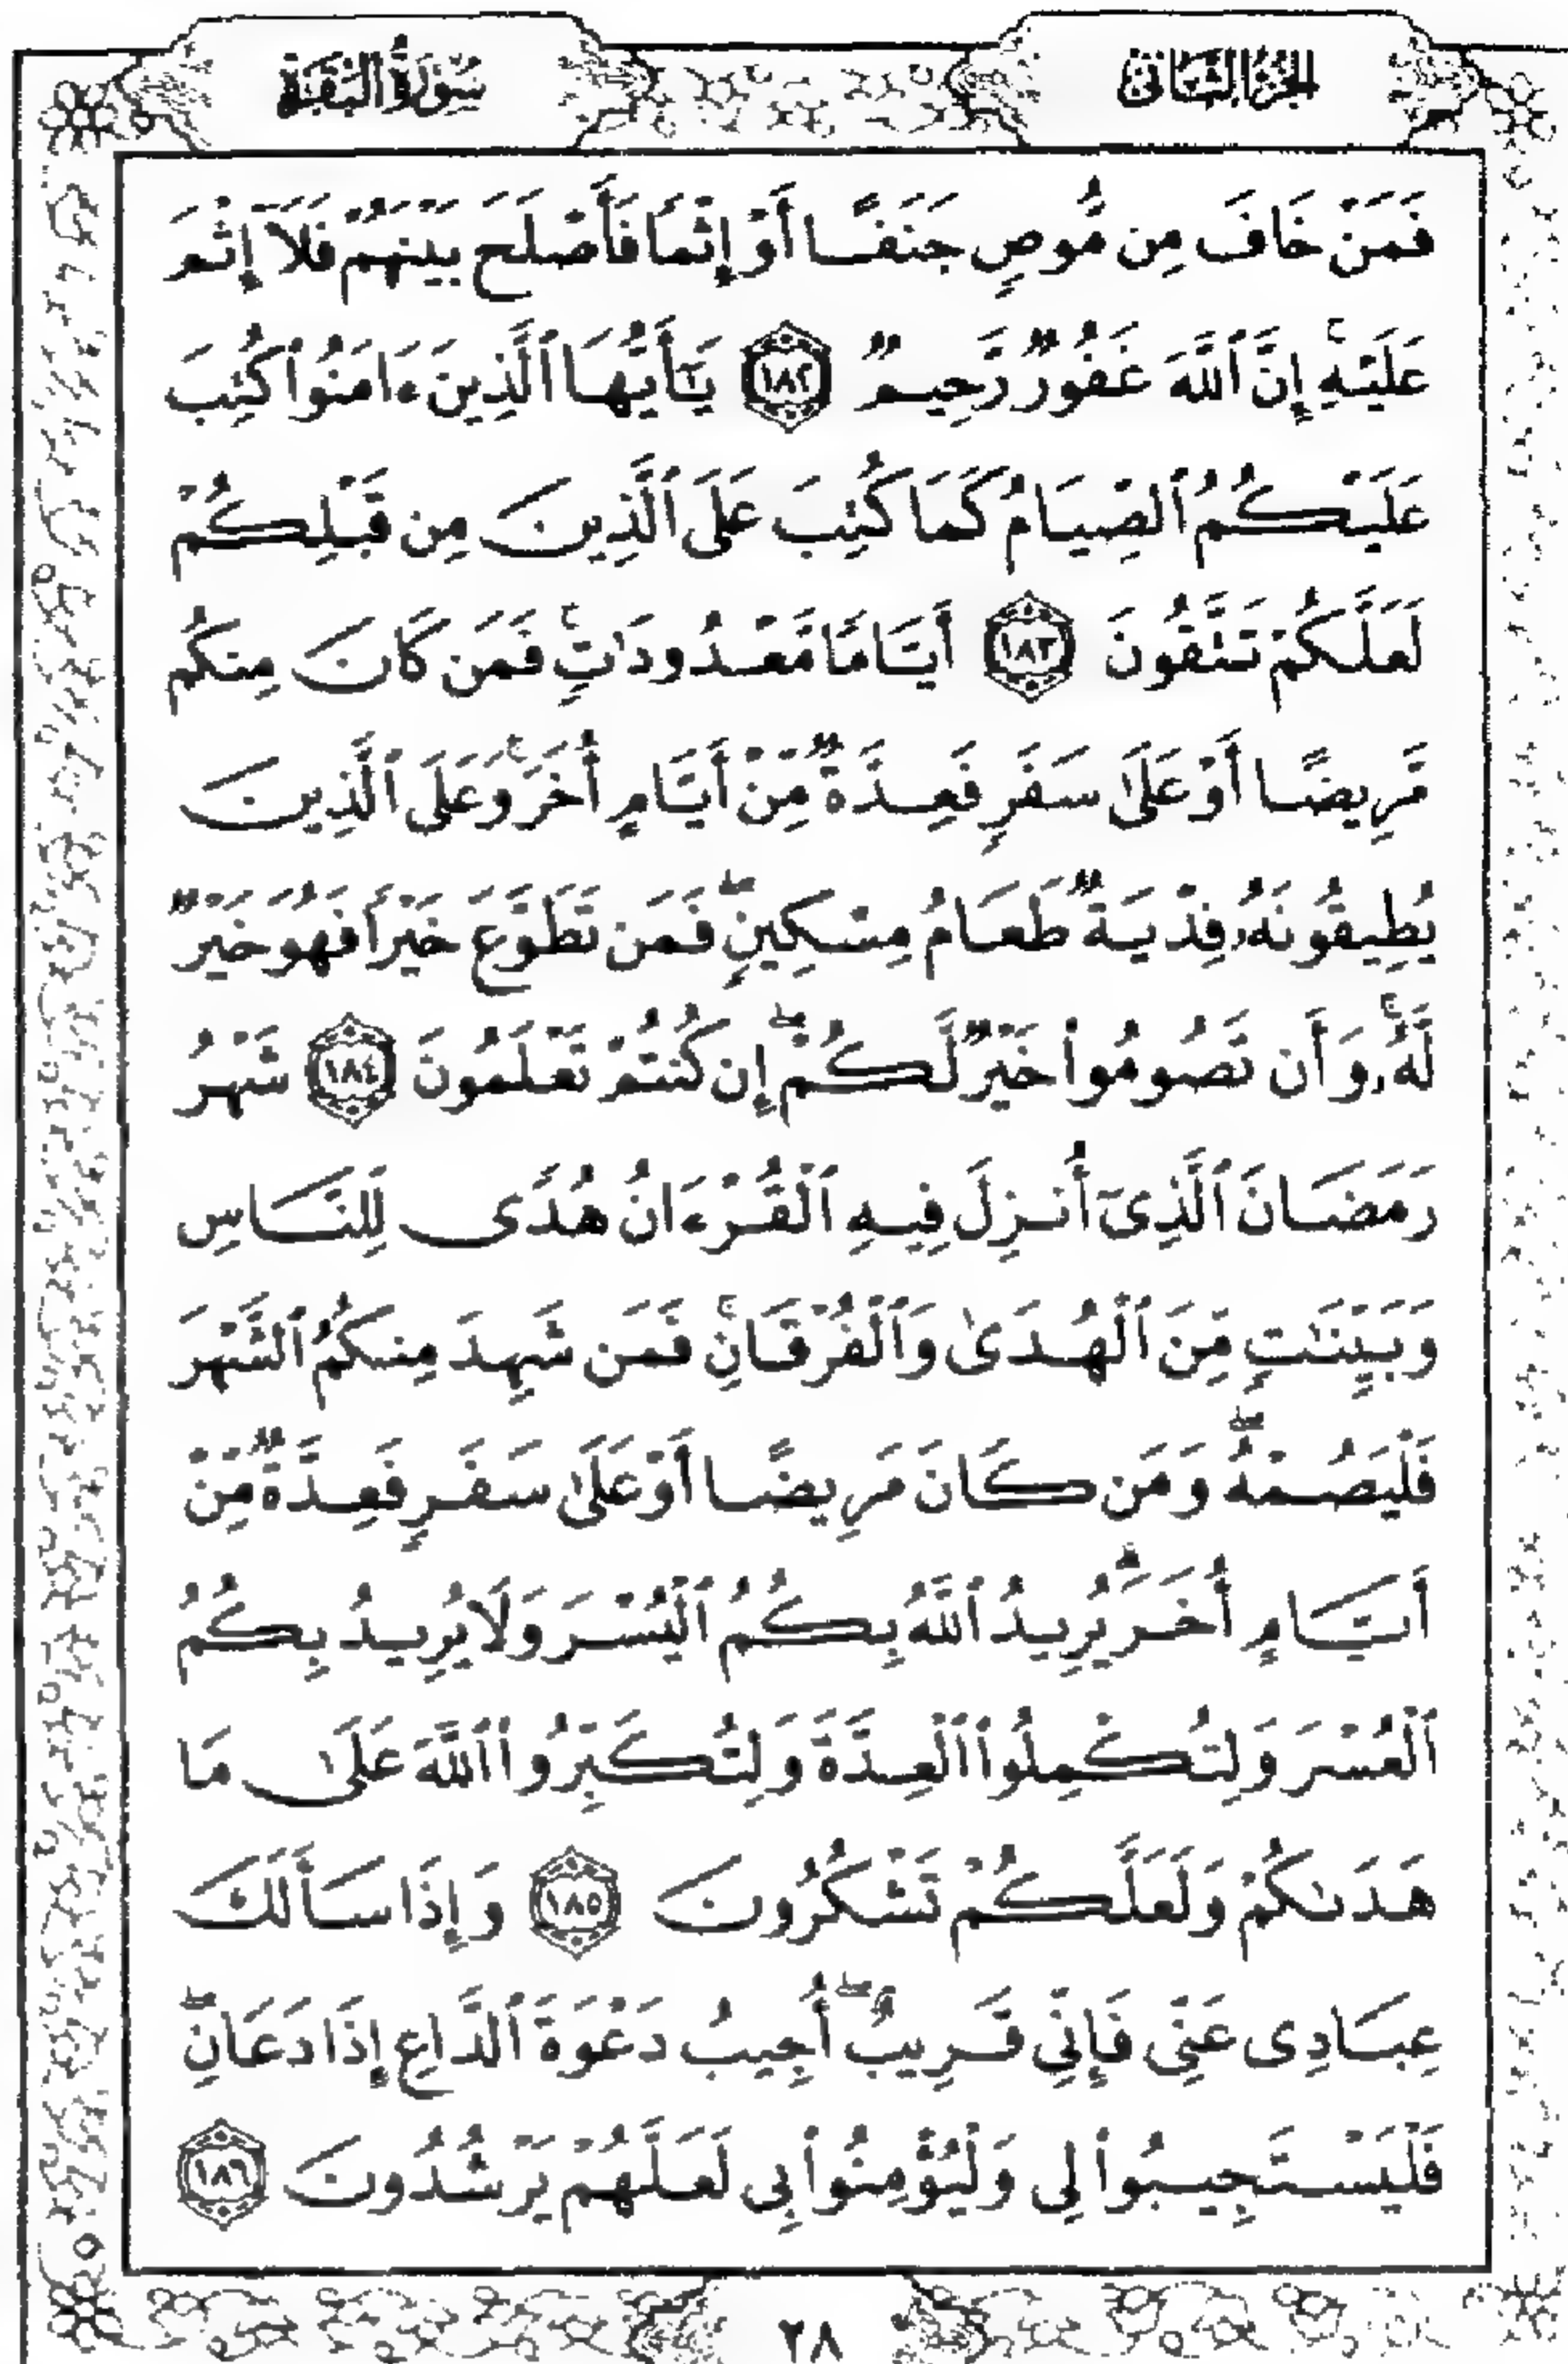 الجزء الثاني
سورة البقرة
فَمَنْ خَافَ مِن مُّوصٍ جَنَفًا أَوْ إِثْمًا فَأَصْلَحَ بَيْنَهُمْ فَلَآ إِثْمَ
عَلَيْهِ ۚ إِنَّ ٱللَّهَ غَفُورٌ رَّحِيمٌ ١٨٢ يَـٰٓأَيُّهَا ٱلَّذِينَ ءَامَنُوا۟ كُتِبَ
عَلَيْكُمُ ٱلصِّيَامُ كَمَا كُتِبَ عَلَى ٱلَّذِينَ مِن قَبْلِكُمْ
لَعَلَّكُمْ تَتَّقُونَ ١٨٣ أَيَّامًا مَّعْدُودَٰتٍ ۚ فَمَن كَانَ مِنكُم
مَّرِيضًا أَوْ عَلَىٰ سَفَرٍ فَعِدَّةٌ مِّنْ أَيَّامٍ أُخَرَ ۚ وَعَلَى ٱلَّذِينَ
يُطِيقُونَهُۥ فِدْيَةٌ طَعَامُ مِسْكِينٍ ۖ فَمَن تَطَوَّعَ خَيْرًا فَهُوَ خَيْرٌ
لَّهُۥ ۚ وَأَن تَصُومُوا۟ خَيْرٌ لَّكُمْ ۖ إِن كُنتُمْ تَعْلَمُونَ ١٨٤ شَهْرُ
رَمَضَانَ ٱلَّذِىٓ أُنزِلَ فِيهِ ٱلْقُرْءَانُ هُدًى لِّلنَّاسِ
وَبَيِّنَـٰتٍ مِّنَ ٱلْهُدَىٰ وَٱلْفُرْقَانِ ۚ فَمَن شَهِدَ مِنكُمُ ٱلشَّهْرَ
فَلْيَصُمْهُ ۖ وَمَن كَانَ مَرِيضًا أَوْ عَلَىٰ سَفَرٍ فَعِدَّةٌ مِّنْ
أَيَّامٍ أُخَرَ ۗ يُرِيدُ ٱللَّهُ بِكُمُ ٱلْيُسْرَ وَلَا يُرِيدُ بِكُمُ
ٱلْعُسْرَ وَلِتُكْمِلُوا۟ ٱلْعِدَّةَ وَلِتُكَبِّرُوا۟ ٱللَّهَ عَلَىٰ مَا
هَدَىٰكُمْ وَلَعَلَّكُمْ تَشْكُرُونَ ١٨٥ وَإِذَا سَأَلَكَ
عِبَادِى عَنِّى فَإِنِّى قَرِيبٌ ۖ أُجِيبُ دَعْوَةَ ٱلدَّاعِ إِذَا دَعَانِ ۖ
فَلْيَسْتَجِيبُوا۟ لِى وَلْيُؤْمِنُوا۟ بِى لَعَلَّهُمْ يَرْشُدُونَ ١٨٦
٢٨